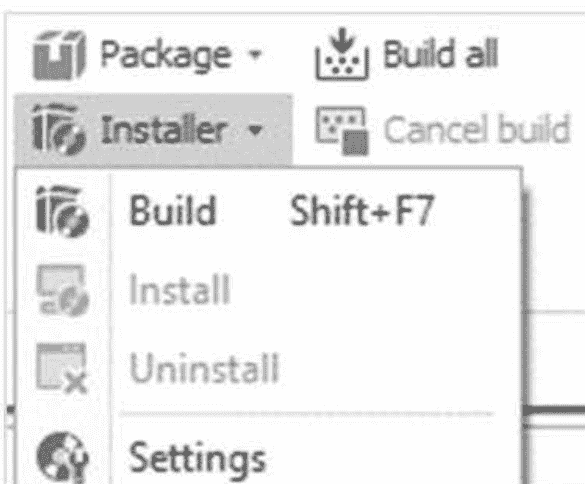 Package Build all
Installer Cancel build
Build Shift+F7
Install
Uninstall
Settings